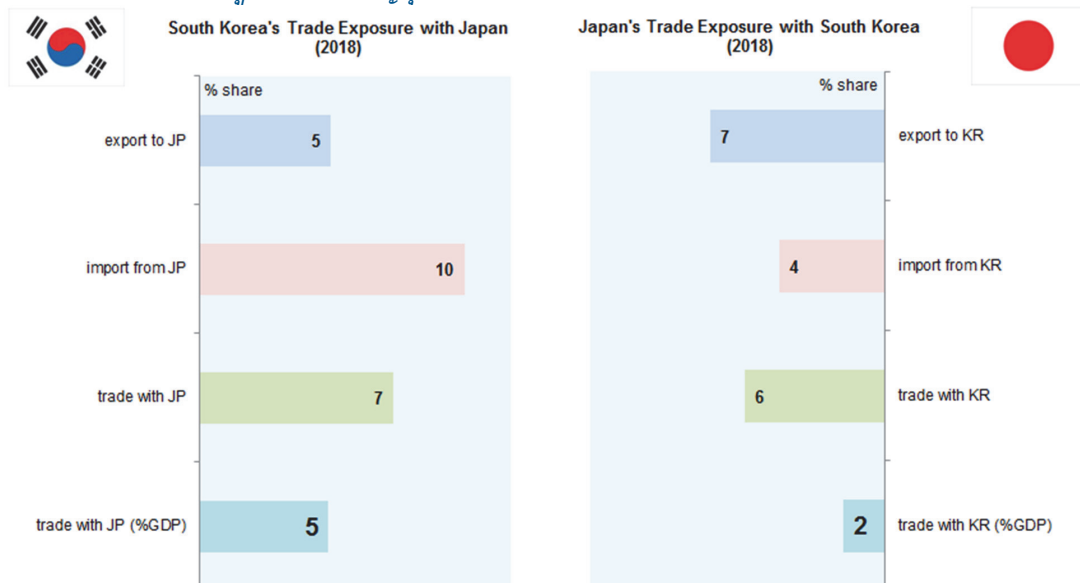 South Korea's Trade Exposure with Japan
(2018)
% share
export to JP
5
import from JP
10
trade with JP
7
trade with JP (%GDP)
5
Japan's Trade Exposure with South Korea
(2018)
% share
7
export to KR
4
import from KR
6
trade with KR
2
trade with KR (%GDP)